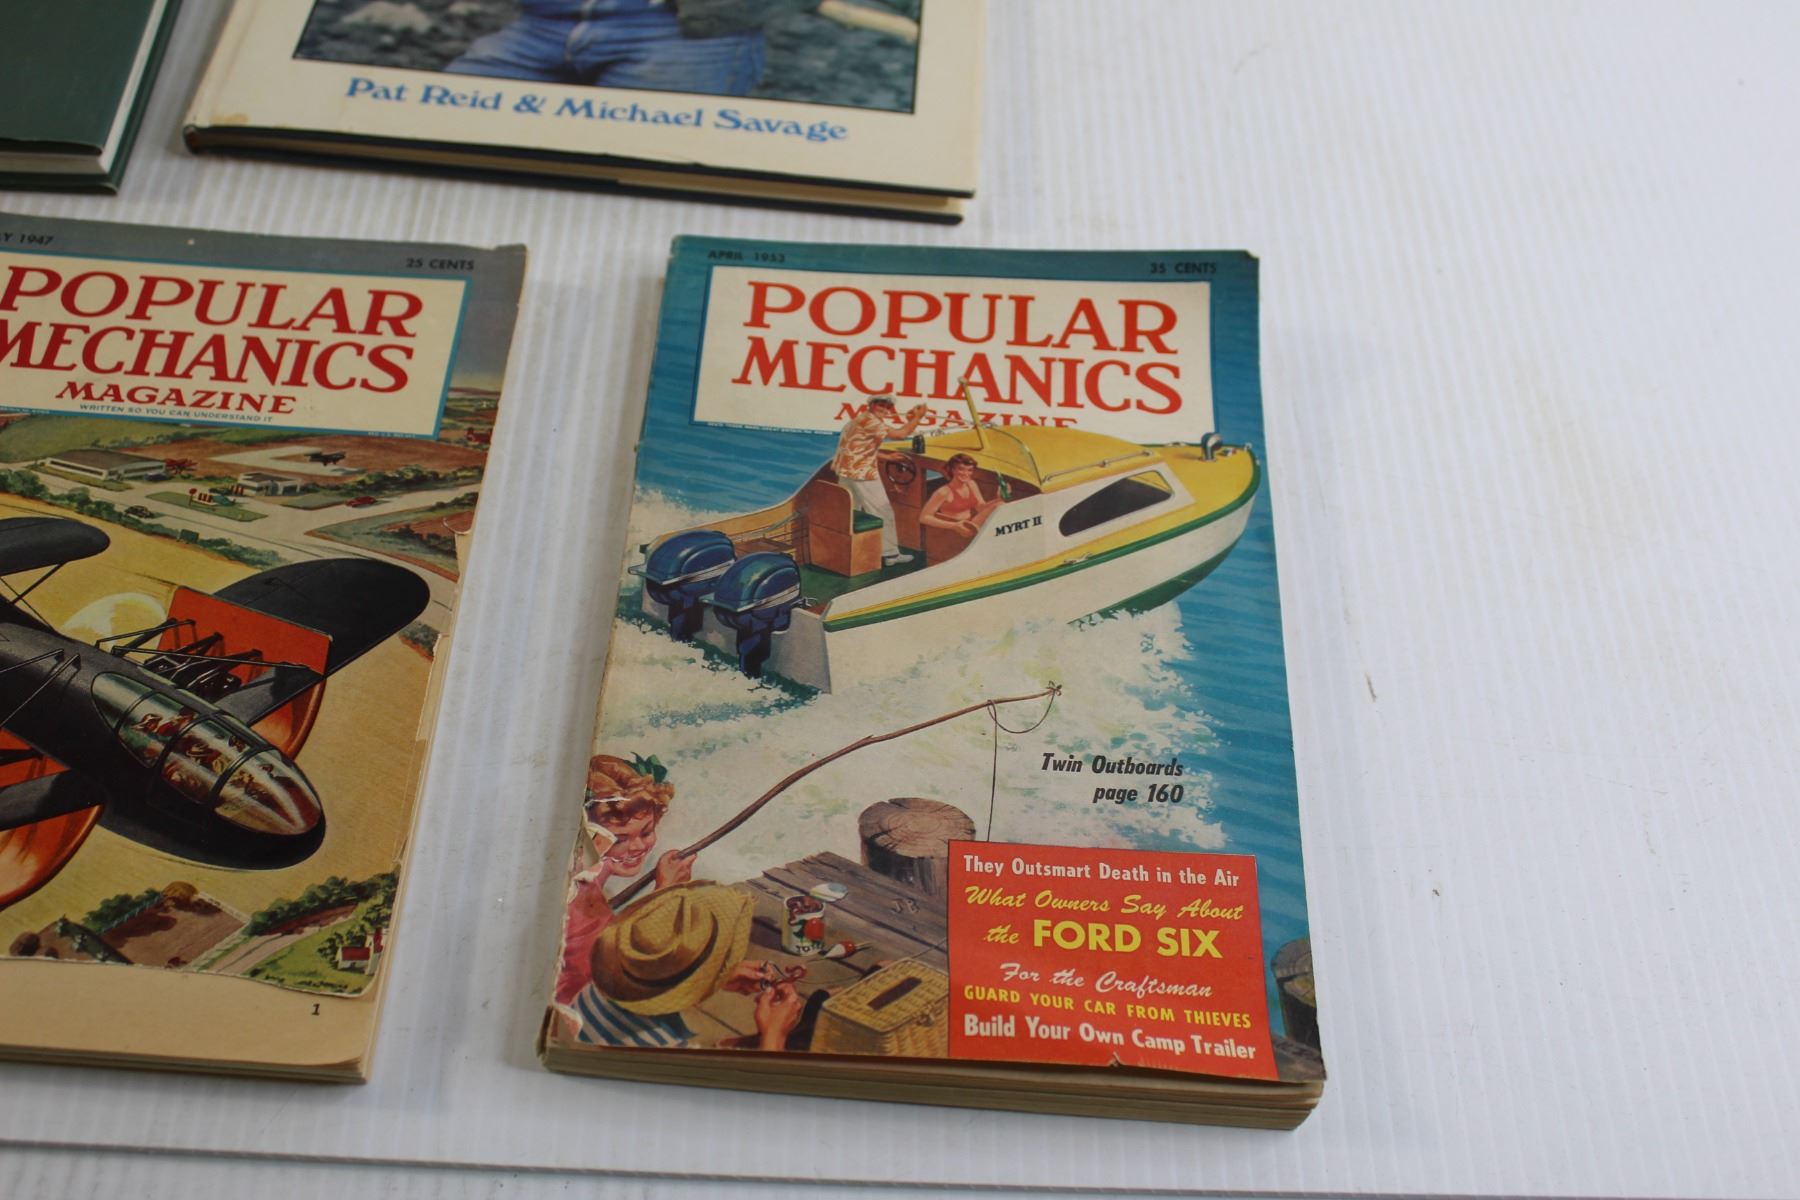 Pat Reid & Michael Savage
1947
25 CENTS
POPULAR
MECHANICS
MAGAZINE
WRITTEN SO YOU CAN UNDERSTAND IT
1
APRIL 1953
35 CENTS
POPULAR
MECHANICS
MAGAZINE
MYRT II
Twin Outboards
page 160
They Outsmart Death in the Air
What Owners Say About
the FORD SIX
For the Craftsman
GUARD YOUR CAR FROM THIEVES
Build Your Own Camp Trailer